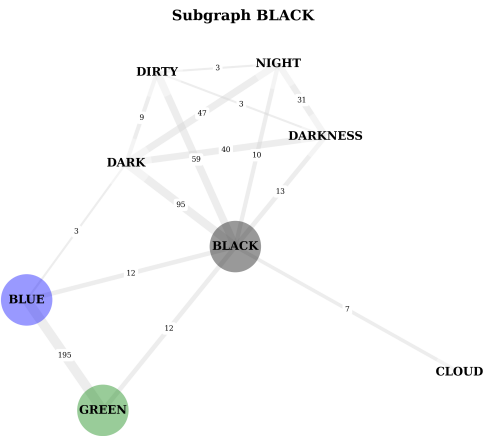 Subgraph BLACK
NIGHT
DIRTY
3
31
3
47
9
DARKNESS
40
10
59
DARK
13
95
3
BLACK
12
BLUE
7
12
195
CLOUD
GREEN